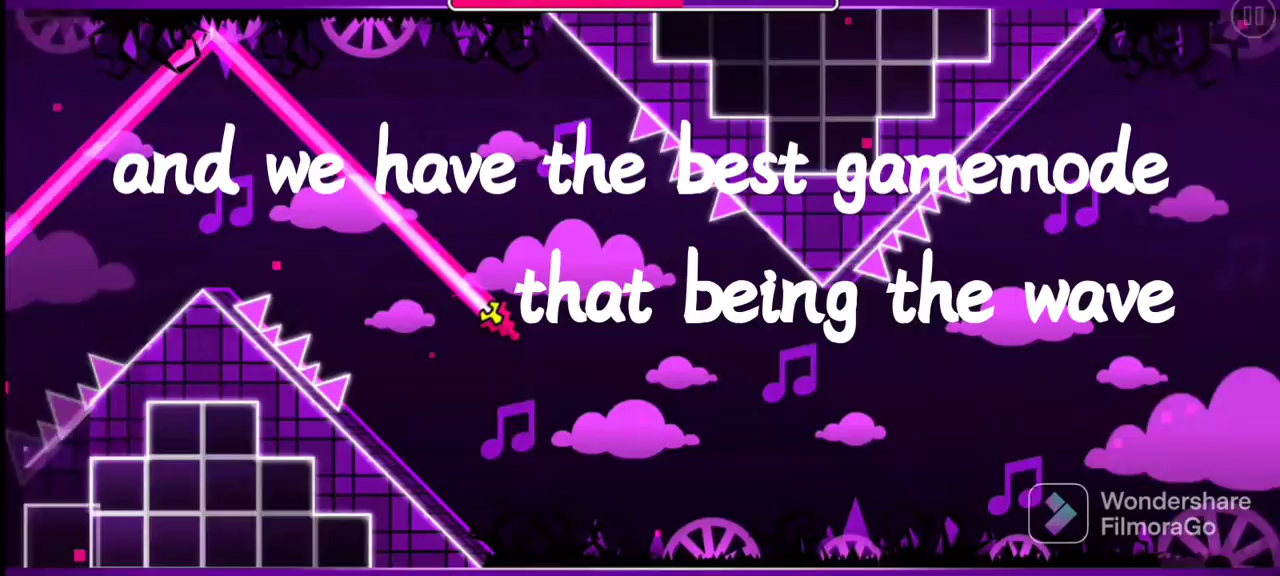 and we have the best gamemode
that being the wave
Wondershare
FilmoraGo